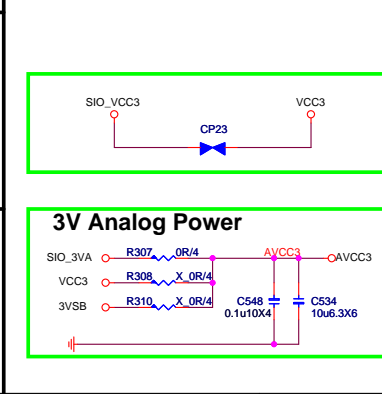 SIO_VCC3 VCC3
CP23
3V Analog Power
SIO_3VA R307 0R/4 AVCC3 AVCC3
VCC3 R308 X_0R/4
3VSB R310 X_0R/4 C548 C534
0.1u10X4 10u6.3X6